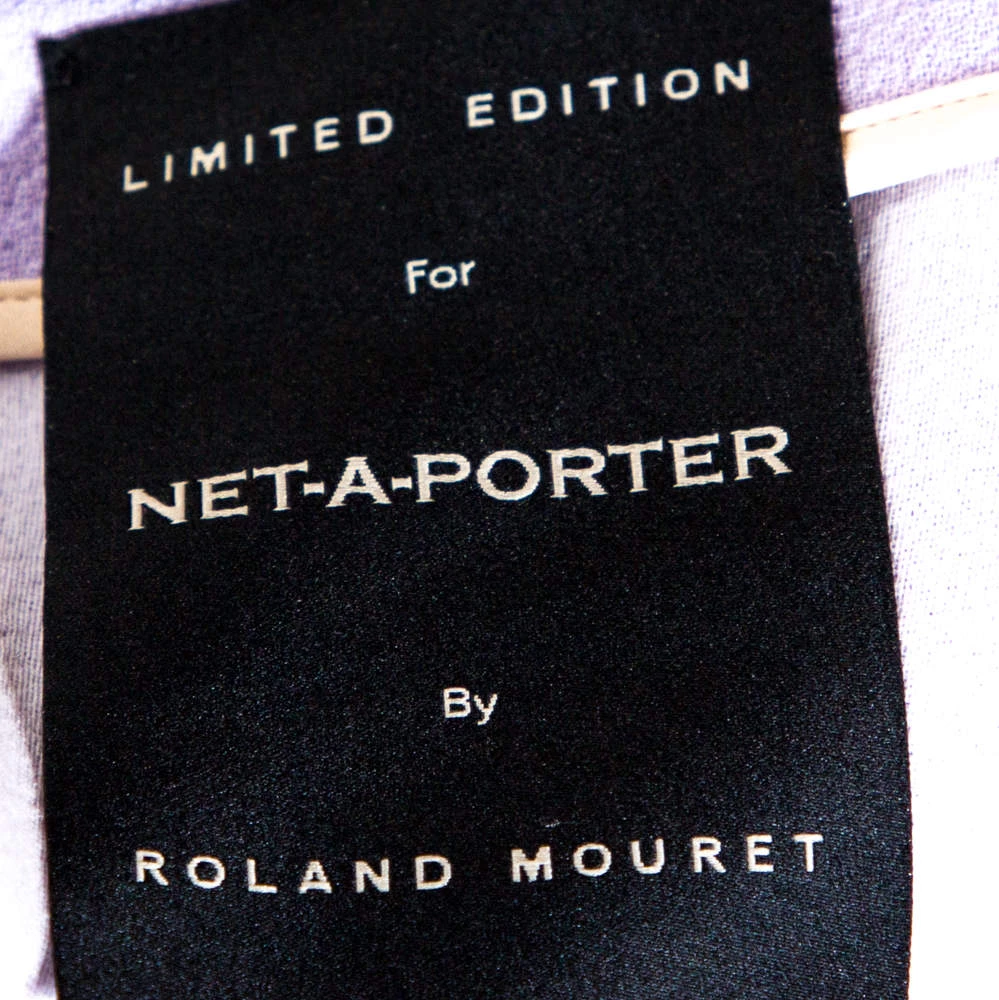 LIMITED EDITION
For
NET-A-PORTER
By
ROLAND MOURET